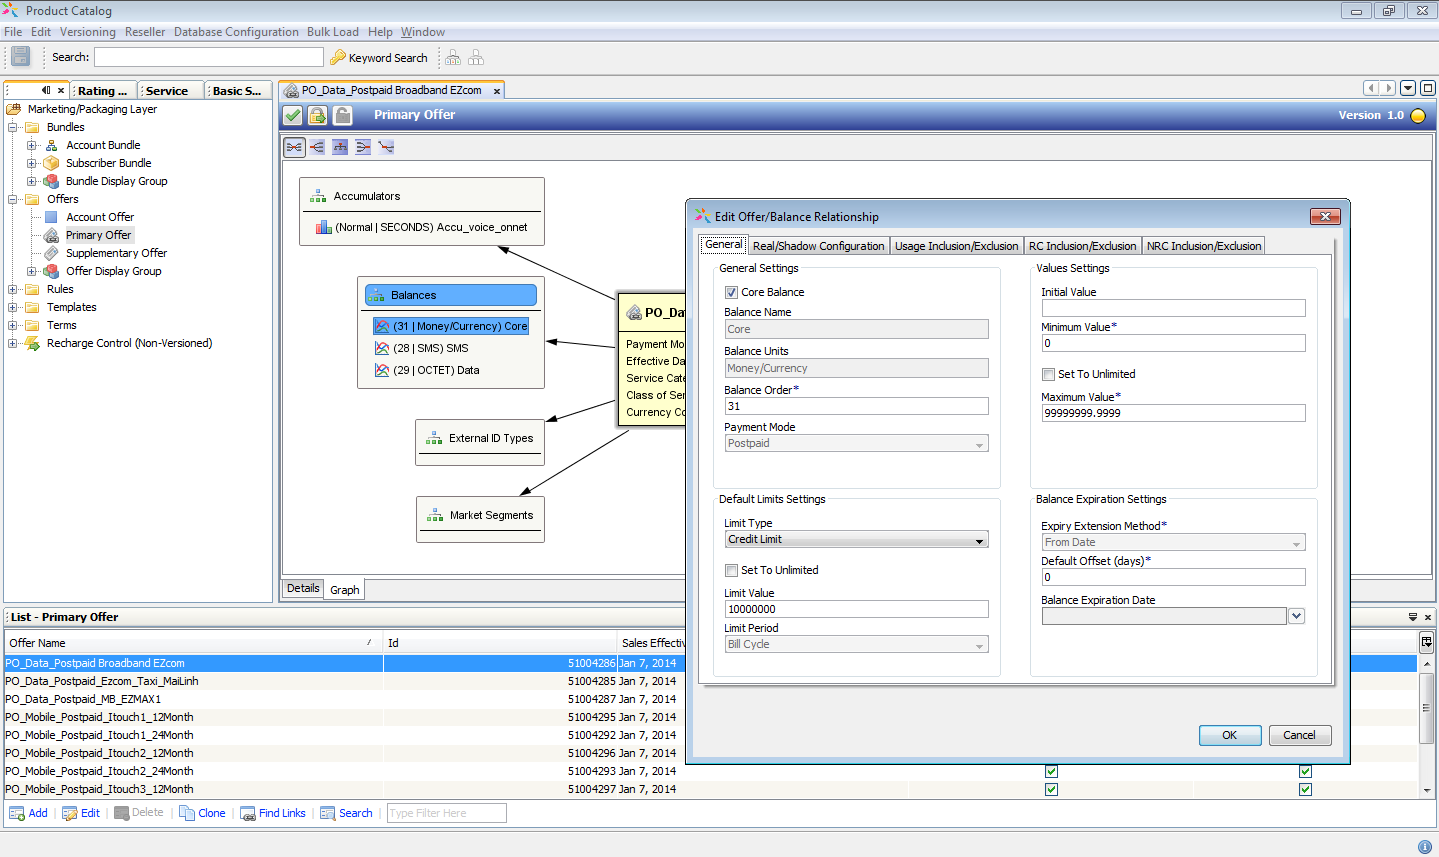 Product Catalog
File Edit Versioning Reseller Database Configuration Bulk Load Help Window
Search: Keyword Search
Rating ... Service Basic S...
Marketing/Packaging Layer
Bundles
Account Bundle
Subscriber Bundle
Bundle Display Group
Offers
Account Offer
Primary Offer
Supplementary Offer
Offer Display Group
Rules
Templates
Terms
Recharge Control (Non-Versioned)
PO_Data_Postpaid Broadband EZcom
Primary Offer
Version 1.0
Accumulators
(Normal | SECONDS) Accu_voice_onnet
Balances
(31 | Money/Currency) Core
(28 | SMS) SMS
(29 | OCTET) Data
External ID Types
Market Segments
PO_Da
Payment Mo
Effective Da
Service Cate
Class of Ser
Currency Co
Details Graph
Edit Offer/Balance Relationship
General Real/Shadow Configuration Usage Inclusion/Exclusion RC Inclusion/Exclusion NRC Inclusion/Exclusion
General Settings
Core Balance
Balance Name
Core
Balance Units
Money/Currency
Balance Order*
31
Payment Mode
Postpaid
Values Settings
Initial Value
Minimum Value*
0
Set To Unlimited
Maximum Value*
99999999.9999
Default Limits Settings
Limit Type
Credit Limit
Set To Unlimited
Limit Value
10000000
Limit Period
Bill Cycle
Balance Expiration Settings
Expiry Extension Method*
From Date
Default Offset (days)*
0
Balance Expiration Date
OK Cancel
List - Primary Offer
Offer Name Id Sales Effectiv
PO_Data_Postpaid Broadband EZcom 51004286 Jan 7, 2014
PO_Data_Postpaid_Ezcom_Taxi_MaiLinh 51004285 Jan 7, 2014
PO_Data_Postpaid_MB_EZMAX1 51004287 Jan 7, 2014
PO_Mobile_Postpaid_Itouch1_12Month 51004295 Jan 7, 2014
PO_Mobile_Postpaid_Itouch1_24Month 51004292 Jan 7, 2014
PO_Mobile_Postpaid_Itouch2_12Month 51004296 Jan 7, 2014
PO_Mobile_Postpaid_Itouch2_24Month 51004293 Jan 7, 2014
PO_Mobile_Postpaid_Itouch3_12Month 51004297 Jan 7, 2014
Add Edit Delete Clone Find Links Search Type Filter Here